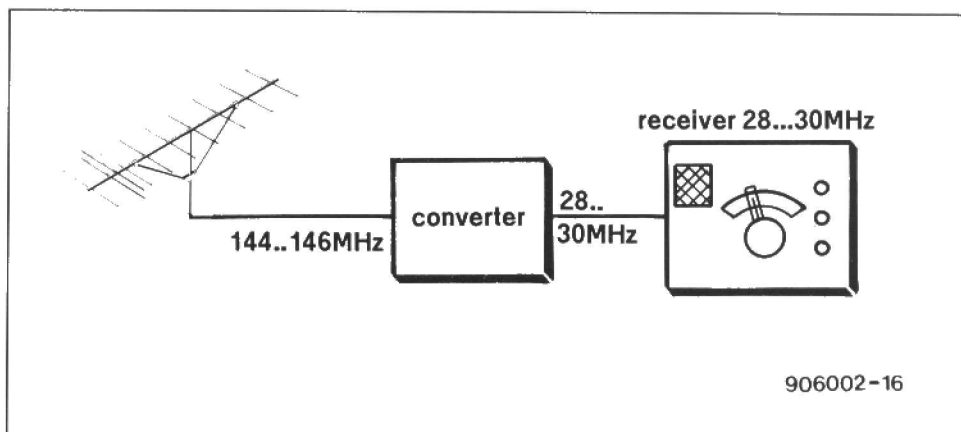 receiver 28...30MHz
converter
28..
30MHz
144..146MHz
906002-16